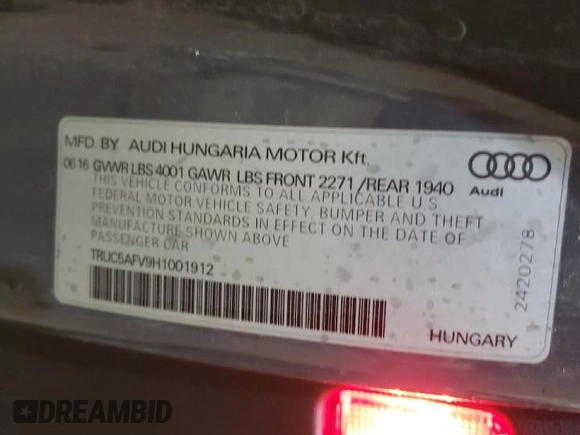 MFD. BY AUDI HUNGARIA MOTOR Kft.
06 16 GVWR LBS 4001 GAWR LBS FRONT 2271 /REAR 1940
THIS VEHICLE CONFORMS TO ALL APPLICABLE U S
FEDERAL MOTOR VEHICLE SAFETY, BUMPER AND THEFT
PREVENTION STANDARDS IN EFFECT ON THE DATE OF
MANUFACTURE SHOWN ABOVE
PASSENGER CAR
TRUC5AFV9H1001912
Audi
2420278
HUNGARY
DREAMBID